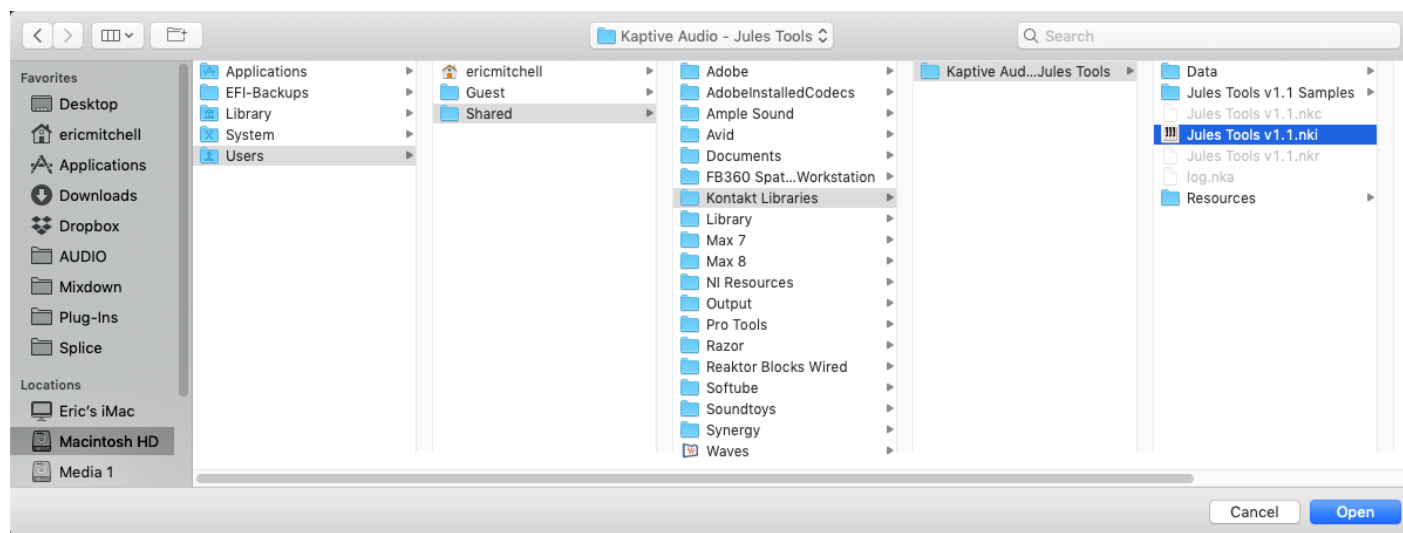 Kaptive Audio - Jules Tools
Search
Favorites
Desktop
ericmitchell
Applications
Downloads
Dropbox
AUDIO
Mixdown
Plug-Ins
Splice
Locations
Eric's iMac
Macintosh HD
Media 1
Applications
EFI-Backups
Library
System
Users
ericmitchell
Guest
Shared
Adobe
AdobeInstalledCodecs
Ample Sound
Avid
Documents
FB360 Spat...Workstation
Kontakt Libraries
Library
Max 7
Max 8
NI Resources
Output
Pro Tools
Razor
Reaktor Blocks Wired
Softube
Soundtoys
Synergy
Waves
Kaptive Aud...Jules Tools
Data
Jules Tools v1.1 Samples
Jules Tools v1.1.nkc
Jules Tools v1.1.nki
Jules Tools v1.1.nkr
log.nka
Resources
Cancel
Open